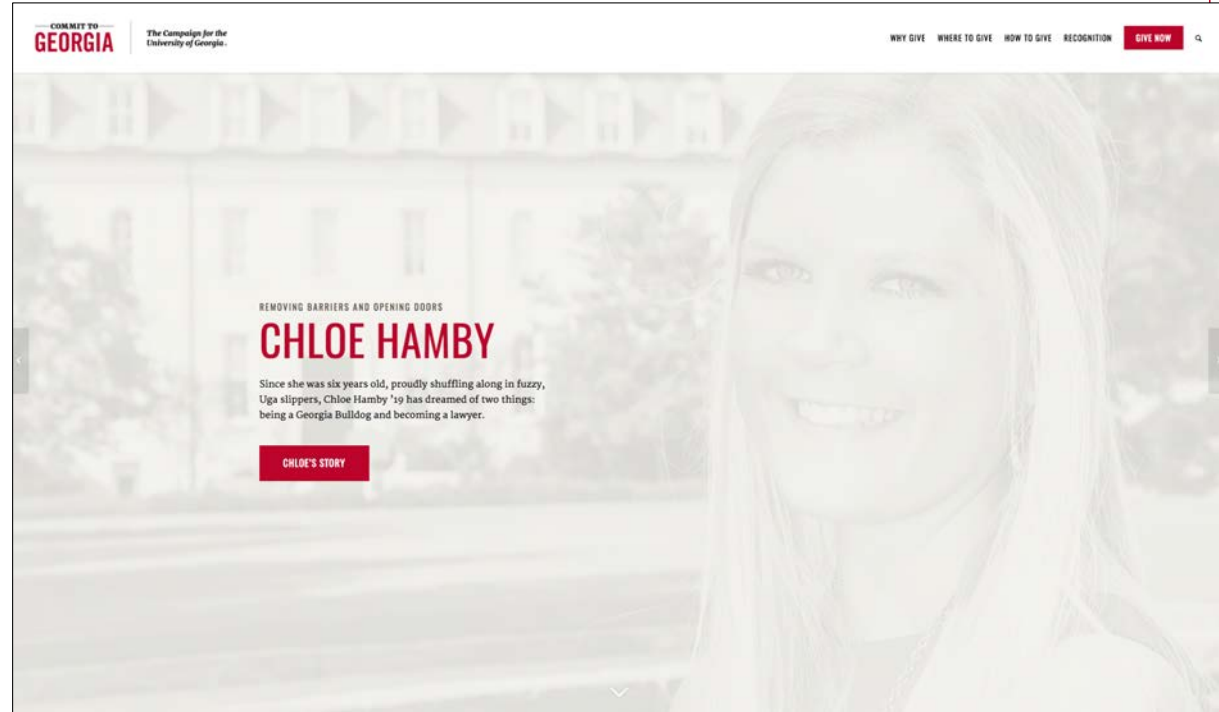 COMMIT TO
GEORGIA
The Campaign for the
University of Georgia.
WHY GIVE WHERE TO GIVE HOW TO GIVE RECOGNITION GIVE NOW
REMOVING BARRIERS AND OPENING DOORS
CHLOE HAMBY
Since she was six years old, proudly shuffling along in fuzzy,
Uga slippers, Chloe Hamby '19 has dreamed of two things:
being a Georgia Bulldog and becoming a lawyer.
CHLOE'S STORY